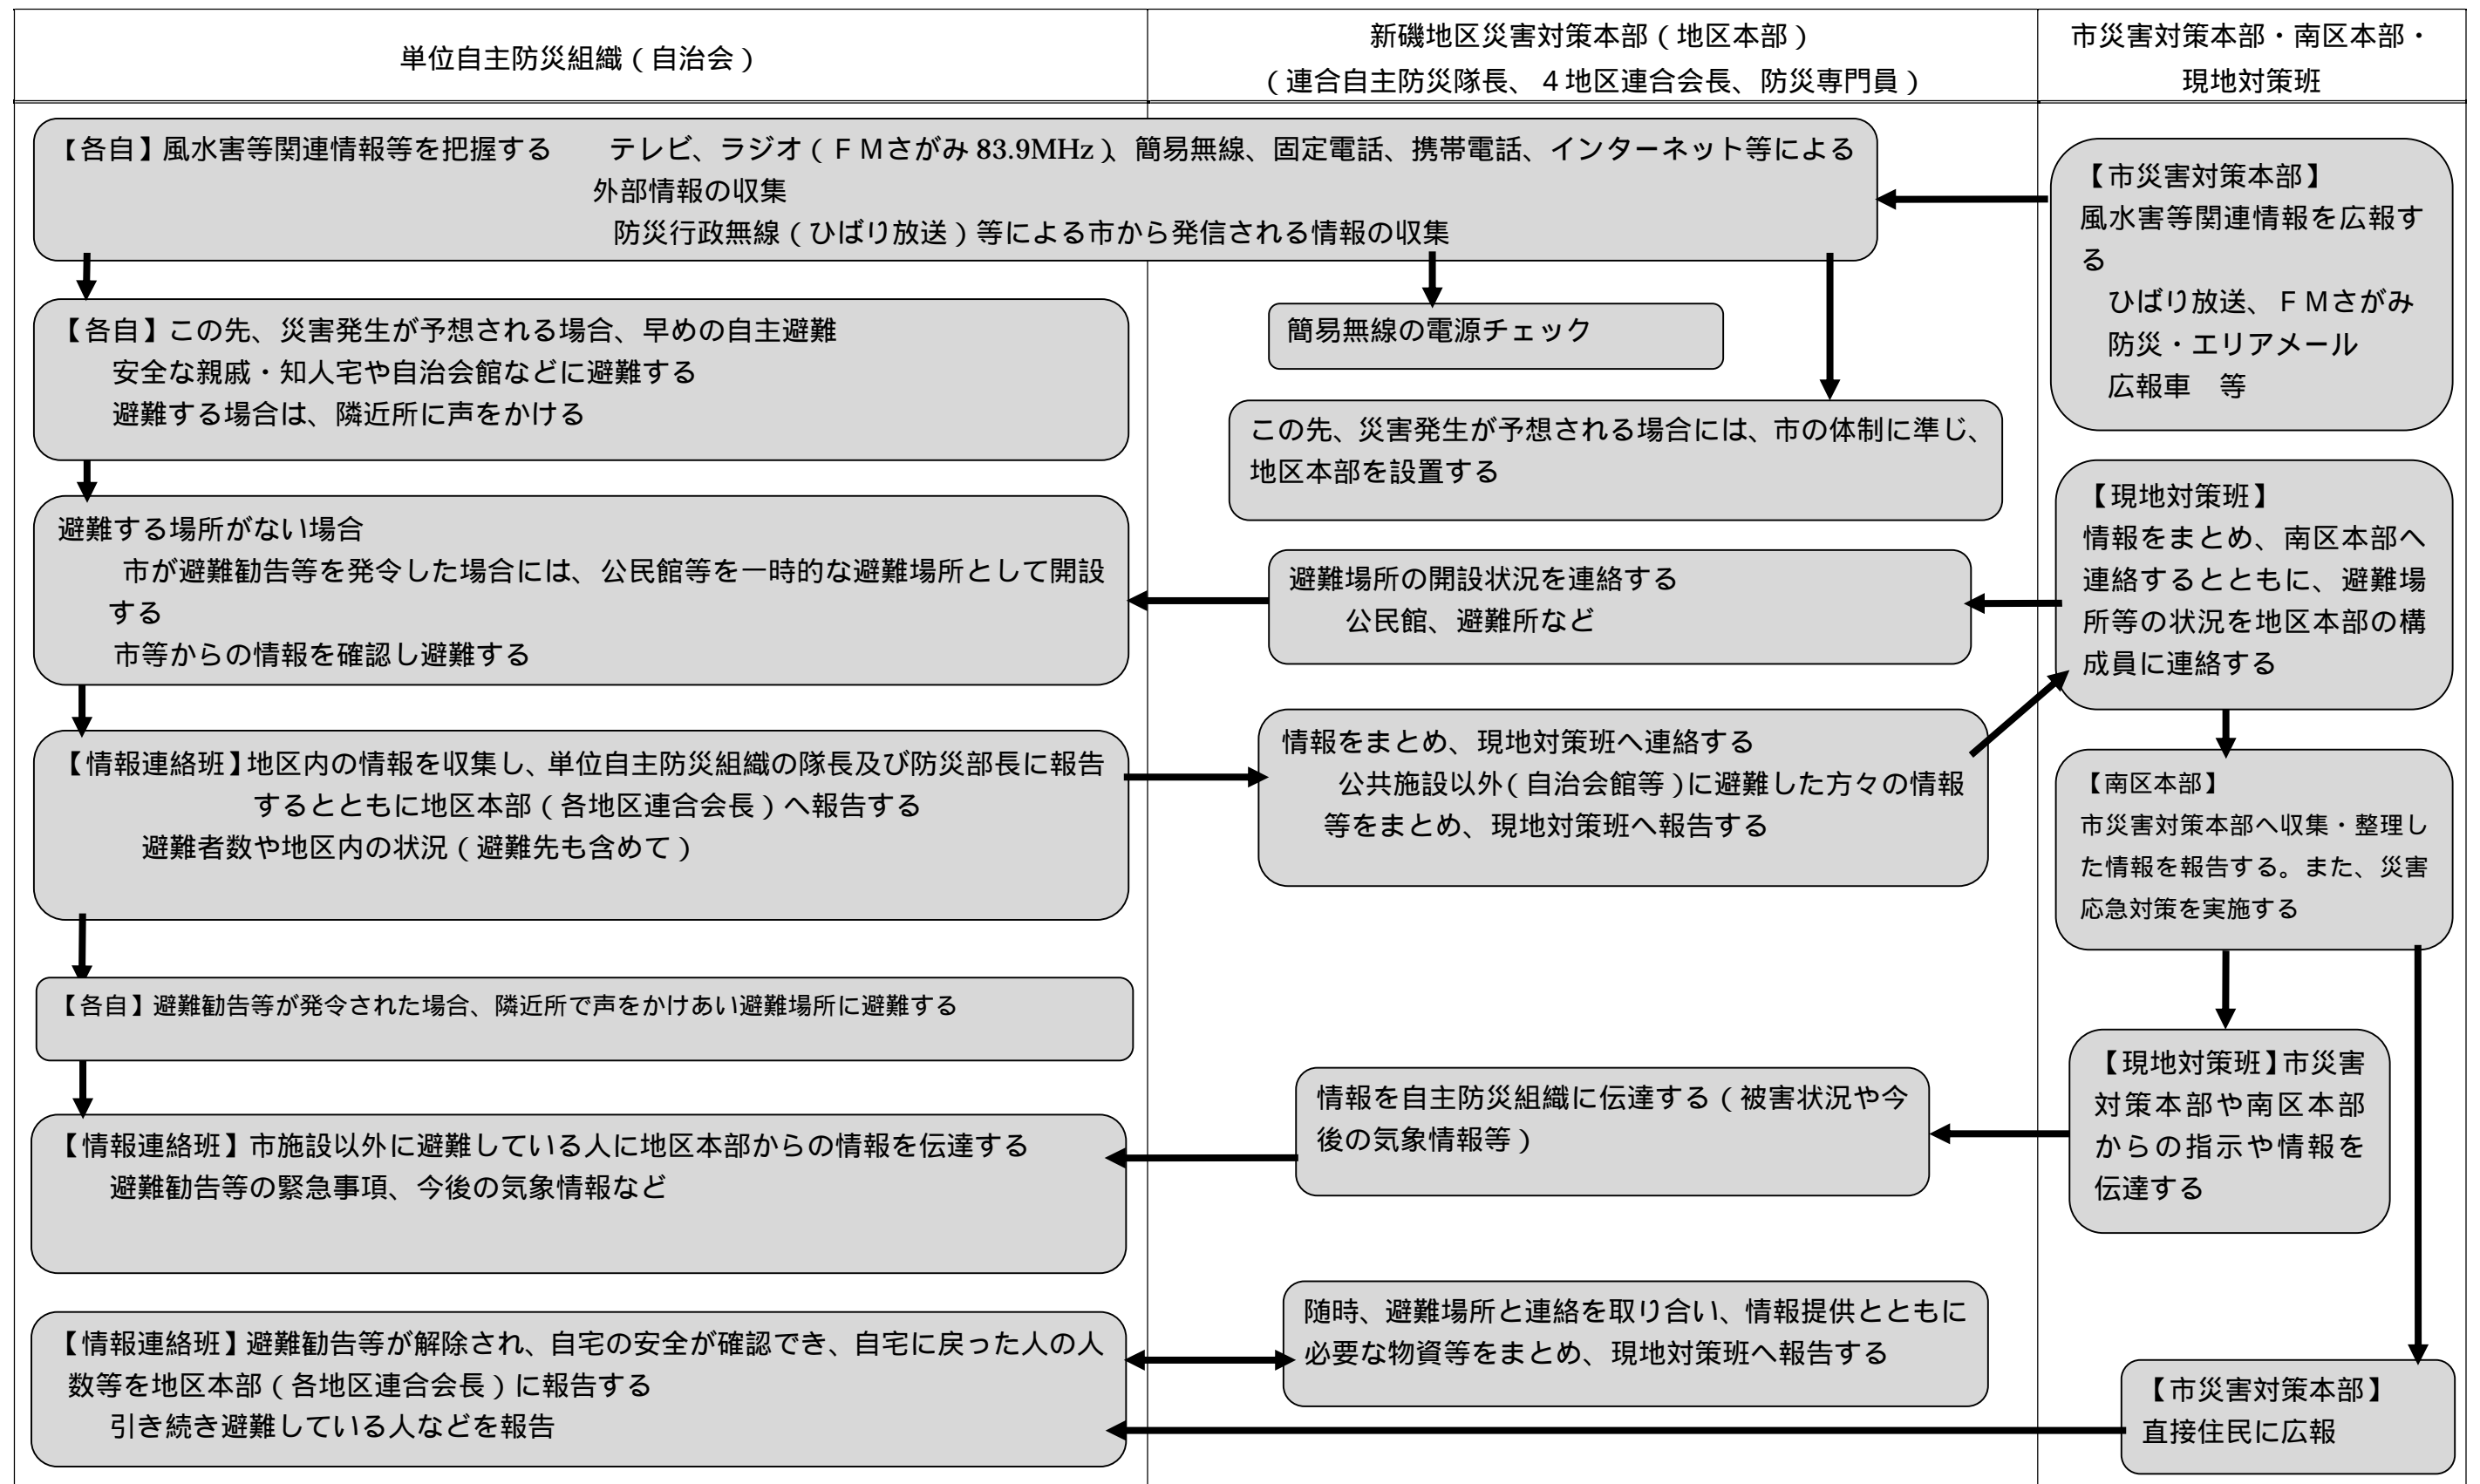 単位自主防災組織（自治会）
新磯地区災害対策本部（地区本部）
（連合自主防災隊長、４地区連合会長、防災専門員）
市災害対策本部・南区本部・
現地対策班
【各自】風水害等関連情報等を把握する　　テレビ、ラジオ（ＦＭさがみ 83.9MHz）、簡易無線、固定電話、携帯電話、インターネット等による
外部情報の収集
防災行政無線（ひばり放送）等による市から発信される情報の収集
【市災害対策本部】
風水害等関連情報を広報す
る
ひばり放送、ＦＭさがみ
防災・エリアメール
広報車　等
【各自】この先、災害発生が予想される場合、早めの自主避難
安全な親戚・知人宅や自治会館などに避難する
避難する場合は、隣近所に声をかける
簡易無線の電源チェック
この先、災害発生が予想される場合には、市の体制に準じ、
地区本部を設置する
避難する場所がない場合
市が避難勧告等を発令した場合には、公民館等を一時的な避難場所として開設
する
市等からの情報を確認し避難する
避難場所の開設状況を連絡する
公民館、避難所など
【現地対策班】
情報をまとめ、南区本部へ
連絡するとともに、避難場
所等の状況を地区本部の構
成員に連絡する
【情報連絡班】地区内の情報を収集し、単位自主防災組織の隊長及び防災部長に報告
するとともに地区本部（各地区連合会長）へ報告する
避難者数や地区内の状況（避難先も含めて）
情報をまとめ、現地対策班へ連絡する
公共施設以外（自治会館等）に避難した方々の情報
等をまとめ、現地対策班へ報告する
【南区本部】
市災害対策本部へ収集・整理し
た情報を報告する。また、災害
応急対策を実施する
【各自】避難勧告等が発令された場合、隣近所で声をかけあい避難場所に避難する
【情報連絡班】市施設以外に避難している人に地区本部からの情報を伝達する
避難勧告等の緊急事項、今後の気象情報など
情報を自主防災組織に伝達する（被害状況や今
後の気象情報等）
【現地対策班】市災害
対策本部や南区本部
からの指示や情報を
伝達する
【情報連絡班】避難勧告等が解除され、自宅の安全が確認でき、自宅に戻った人の人
数等を地区本部（各地区連合会長）に報告する
引き続き避難している人などを報告
随時、避難場所と連絡を取り合い、情報提供とともに
必要な物資等をまとめ、現地対策班へ報告する
【市災害対策本部】
直接住民に広報